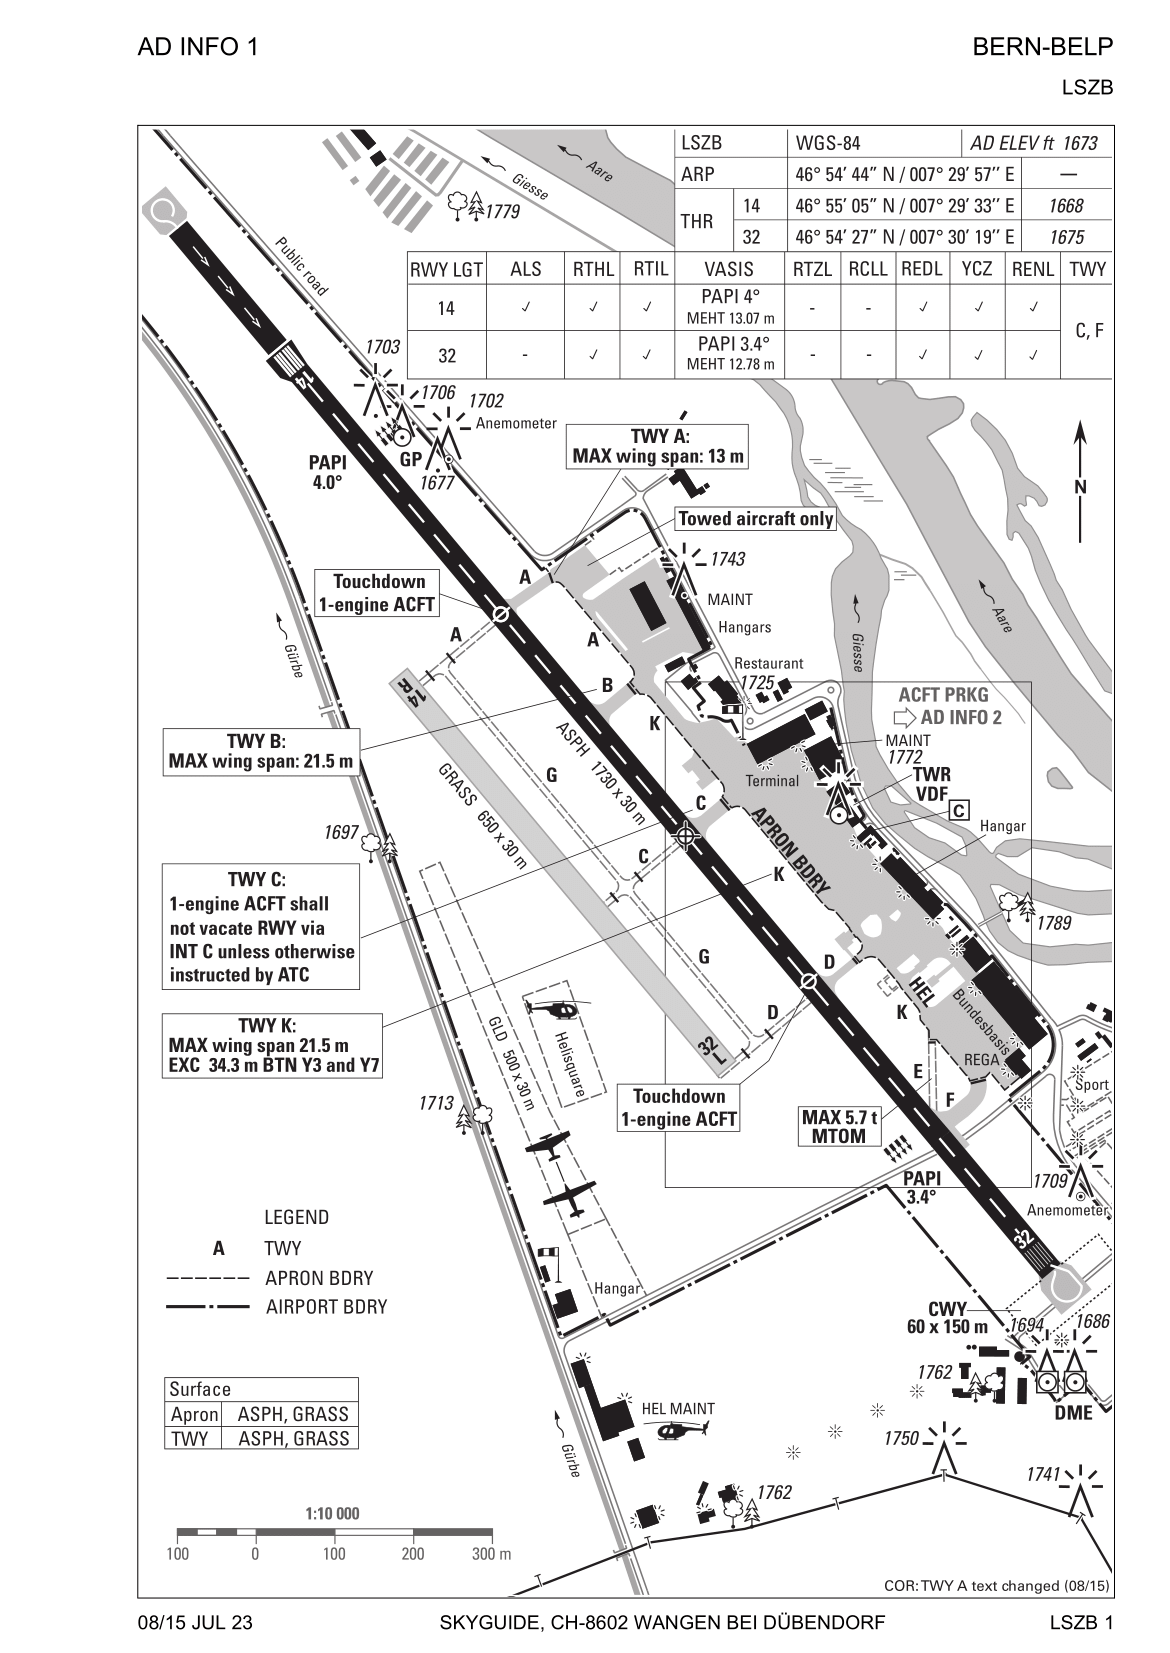 AD INFO 1
BERN-BELP
LSZB
LSZB WGS-84 AD ELEV ft 1673
ARP 46° 54′ 44″ N / 007° 29′ 57″ E —
THR 14 46° 55′ 05″ N / 007° 29′ 33″ E 1668
32 46° 54′ 27″ N / 007° 30′ 19″ E 1675
RWY LGT ALS RTHL RTIL VASIS RTZL RCLL REDL YCZ RENL TWY
14 ✓ ✓ ✓ PAPI 4° - - ✓ ✓ ✓ C, F
MEHT 13.07 m
32 - ✓ ✓ PAPI 3.4° - - ✓ ✓ ✓
MEHT 12.78 m
Aare
Giesse
1779
Public road
14
1703
1706
1702
Anemometer
GP
1677
PAPI
4.0°
TWY A:
MAX wing span: 13 m
N
Towed aircraft only
1743
A
Touchdown
1-engine ACFT
MAINT
Hangars
A
A
Gürbe
Giesse
Aare
Restaurant
1725
14
R
B
K
ACFT PRKG
AD INFO 2
TWY B:
MAX wing span: 21.5 m
ASPH 1730 x 30 m
MAINT
1772
TWR
VDF
Terminal
G
GRASS 650 x 30 m
C
C
Hangar
APRON BDRY
1697
C
K
TWY C:
1-engine ACFT shall
not vacate RWY via
INT C unless otherwise
instructed by ATC
1789
G
D
HEL
Bundesbasis
D
K
GLD 500 x 30 m
Helisquare
TWY K:
MAX wing span 21.5 m
EXC 34.3 m BTN Y3 and Y7
32
L
REGA
E
F
Sport
1713
Touchdown
1-engine ACFT
MAX 5.7 t
MTOM
PAPI
3.4°
1709
Anemometer
32
LEGEND
A TWY
APRON BDRY
AIRPORT BDRY
Hangar
CWY
60 x 150 m
1694
1686
1762
DME
Surface
Apron ASPH, GRASS
TWY ASPH, GRASS
HEL MAINT
Gürbe
1750
1741
1762
1:10 000
100 0 100 200 300 m
COR: TWY A text changed (08/15)
08/15 JUL 23
SKYGUIDE, CH-8602 WANGEN BEI DÜBENDORF
LSZB 1